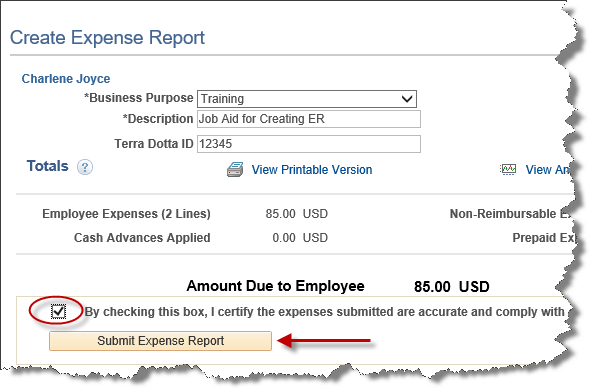 Create Expense Report
Charlene Joyce
*Business Purpose Training
*Description Job Aid for Creating ER
Terra Dotta ID 12345
Totals ? View Printable Version View An
Employee Expenses (2 Lines) 85.00 USD Non-Reimbursable
Cash Advances Applied 0.00 USD Prepaid
Amount Due to Employee 85.00 USD
By checking this box, I certify the expenses submitted are accurate and comply with
Submit Expense Report